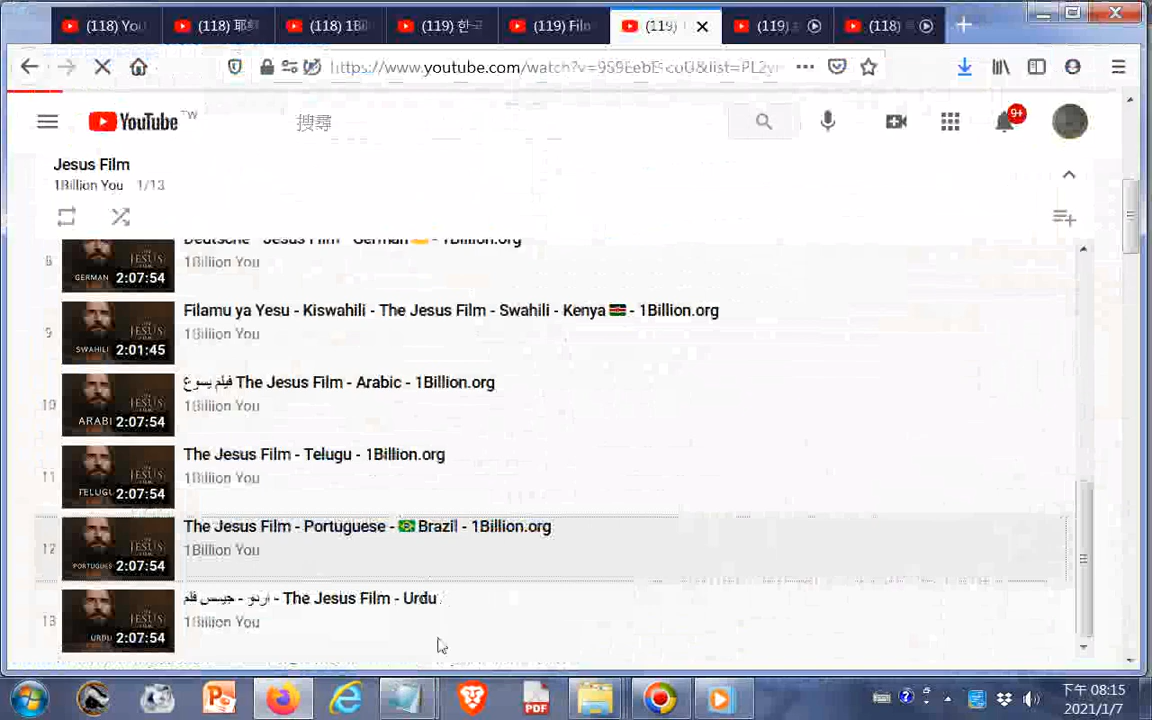 (118) You
(118) 耶穌
(118) 1Bi
(119) 한국
(119) Film
(119)
(119)
(118)
https://www.youtube.com/watch?v=9S9EebE
YouTube TW
搜尋
9+
Jesus Film
1Billion You 1/13
8
GERMAN 2:07:54
Deutsche - Jesus Film - German - 1Billion.org
1Billion You
9
SWAHILI 2:01:45
Filamu ya Yesu - Kiswahili - The Jesus Film - Swahili - Kenya 🇰🇪 - 1Billion.org
1Billion You
10
ARABI 2:07:54
فيلم يسوع The Jesus Film - Arabic - 1Billion.org
1Billion You
11
TELUGU 2:07:54
The Jesus Film - Telugu - 1Billion.org
1Billion You
12
PORTUGUES 2:07:54
The Jesus Film - Portuguese - 🇧🇷 Brazil - 1Billion.org
1Billion You
13
URDU 2:07:54
اردو - جیسس فلم - The Jesus Film - Urdu
1Billion You
PDF
下午 08:15
2021/1/7